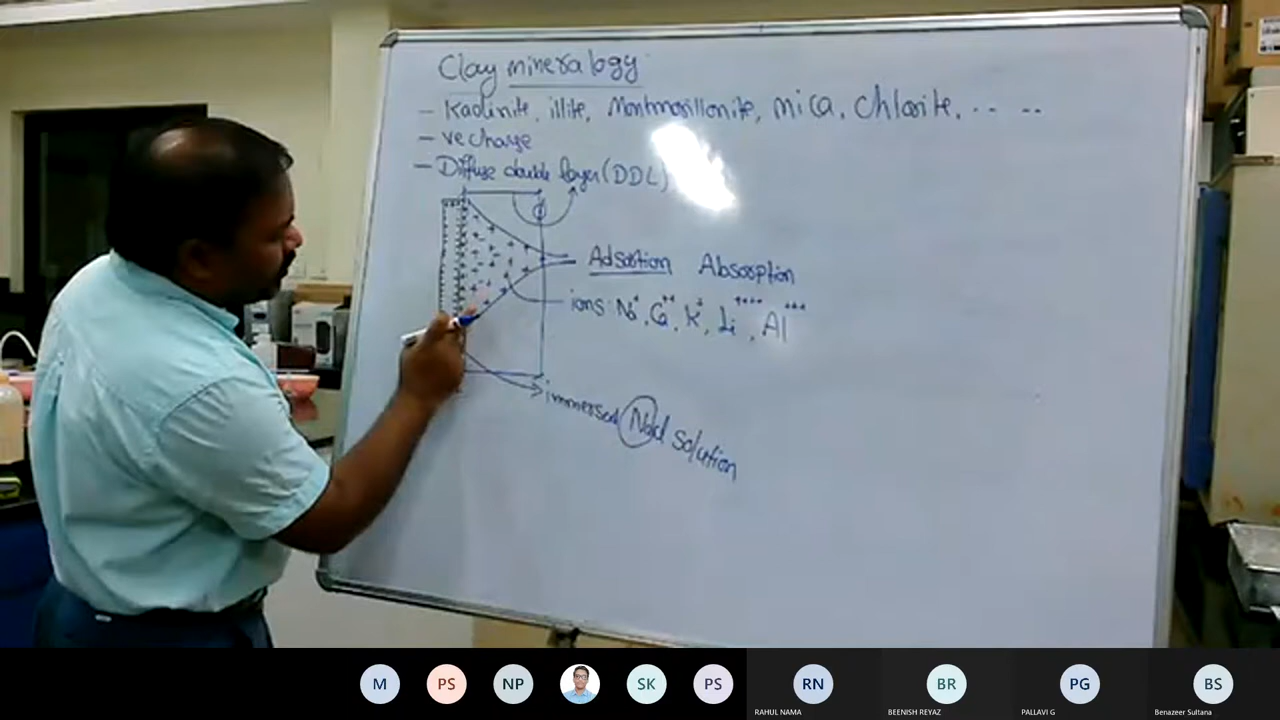 Clay mineralogy
- Kaolinite, illite, Montmorillonite, mica, Chlorite, .. ..
- ve charge
- Diffuse double layer (DDL)
Adsortion Absorption
ions Na+, Ca++, K+, Li++++, Al+++
immersed Nacl solution
M PS NP SK PS RN BR PG BS
RAHUL NAMA BEENISH REYAZ PALLAVI G Benazeer Sultana